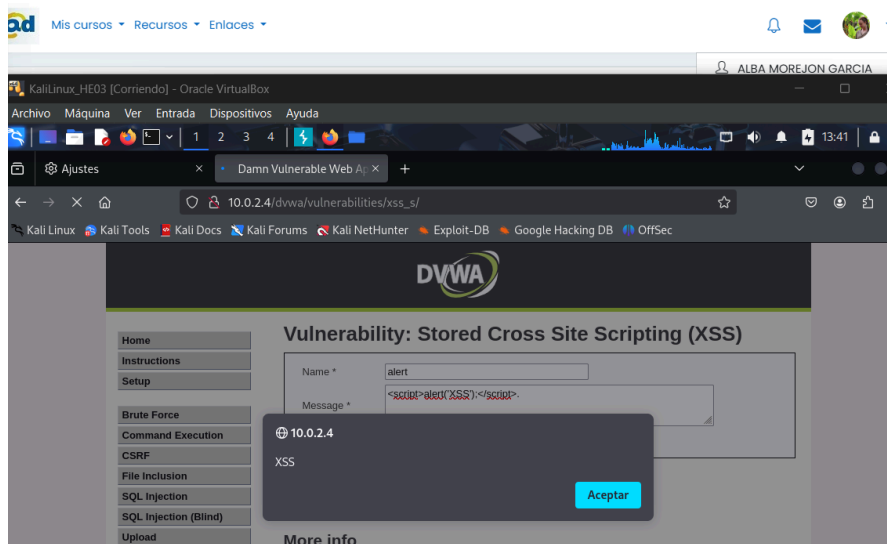 ad Mis cursos Recursos Enlaces
ALBA MOREJON GARCIA
KaliLinux_HE03 [Corriendo] - Oracle VirtualBox
Archivo Máquina Ver Entrada Dispositivos Ayuda
1 2 3 4 13:41
Ajustes × Damn Vulnerable Web Ap × +
10.0.2.4/dvwa/vulnerabilities/xss_s/
Kali Linux Kali Tools Kali Docs Kali Forums Kali NetHunter Exploit-DB Google Hacking DB OffSec
DVWA
Vulnerability: Stored Cross Site Scripting (XSS)
Home
Instructions
Setup
Brute Force
Command Execution
CSRF
File Inclusion
SQL Injection
SQL Injection (Blind)
Upload
Name * alert
Message * <script>alert('XSS');</script>.
10.0.2.4
XSS
Aceptar
More info